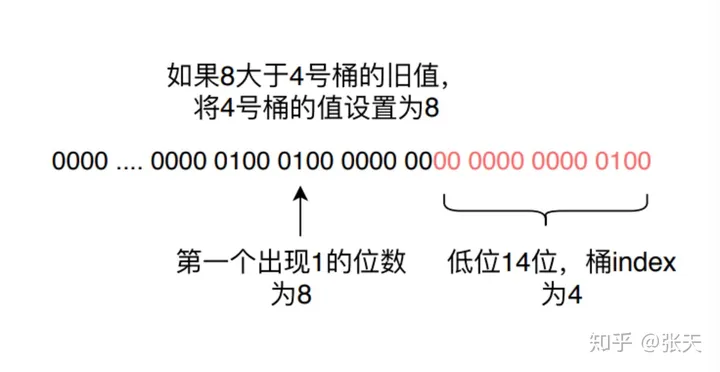 如果8大于4号桶的旧值，
将4号桶的值设置为8
0000 .... 0000 0100 0100 0000 0000 0000 0000 0100
第一个出现1的位数
为8
低位14位，桶index
为4
知乎 @张天